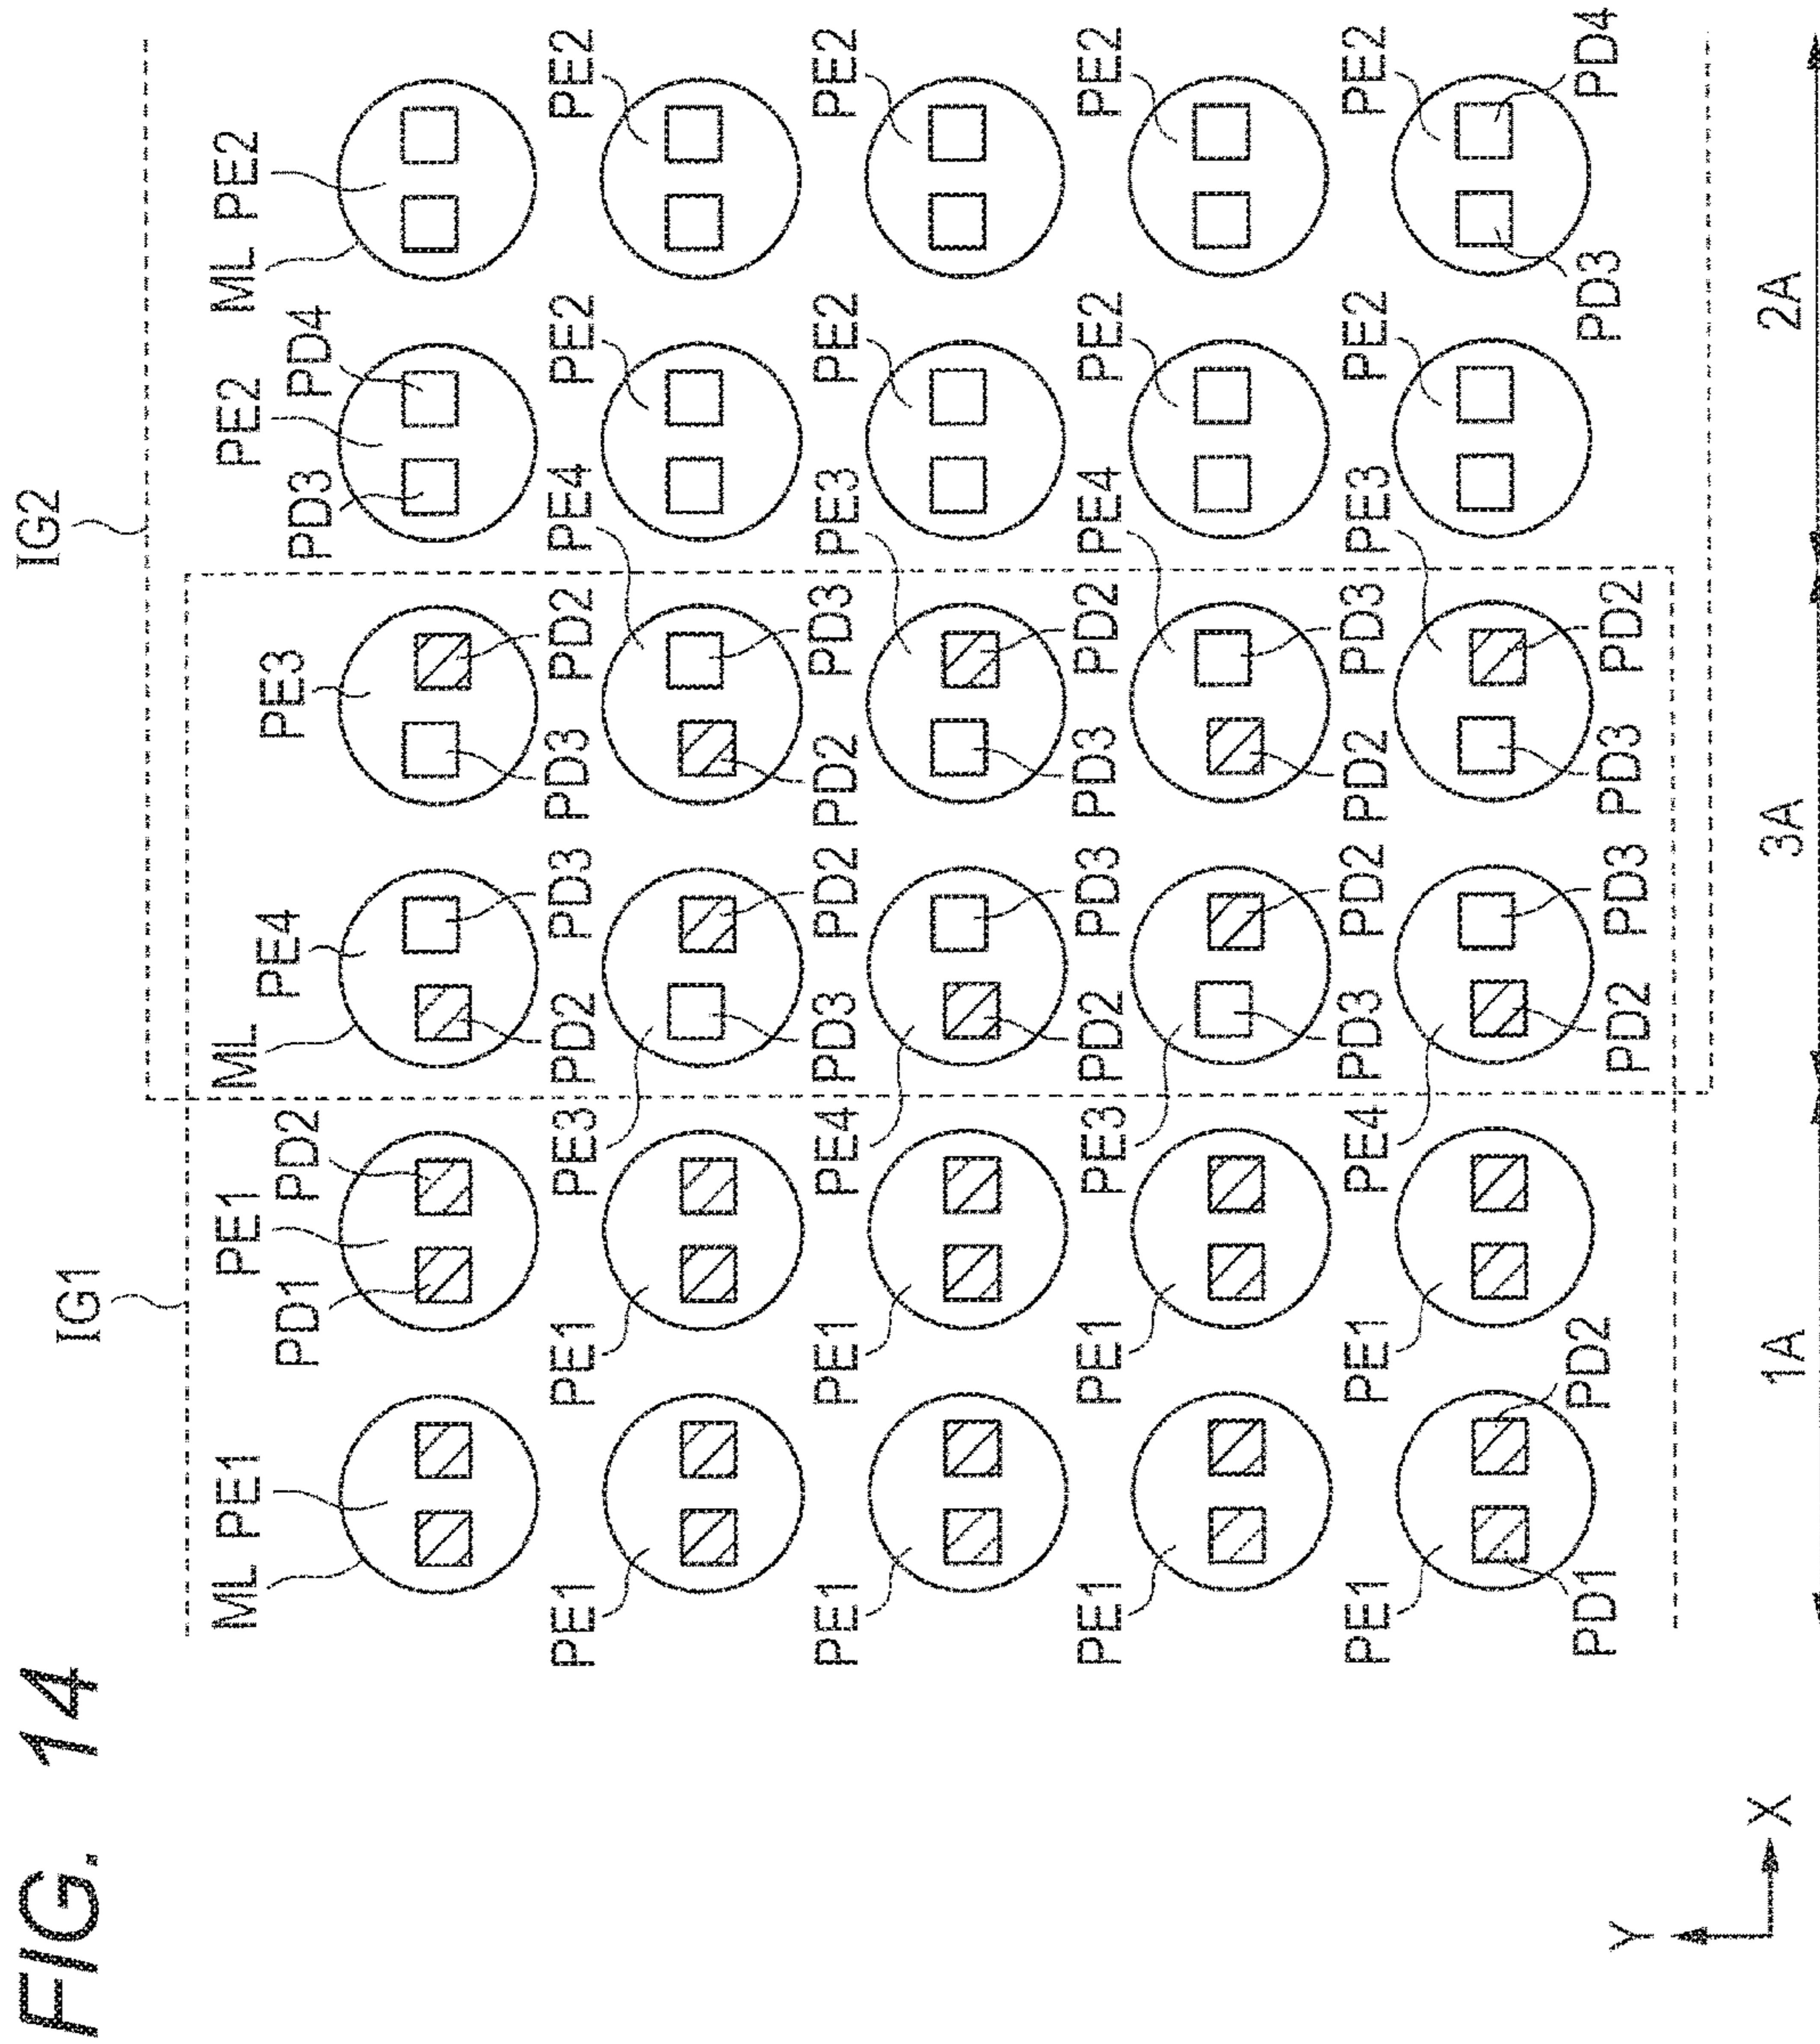 FIG. 14
IG1 IG2
ML PE1 PE1 ML PE2 ML PE2
PD1 PD2 PE4 PE3 PD3 PD4
PE1 PE1 PE3 PD2 PD3 PD3 PD2 PE4 PE2 PE2
PE1 PE1 PE4 PD3 PD2 PD2 PD3 PE3 PE2 PE2
PE1 PE1 PE3 PD2 PD3 PD3 PD2 PE4 PE2 PE2
PE1 PE1 PE4 PD3 PD2 PD2 PD3 PE3 PE2 PE2
PD1 PD2 PD2 PD3 PD3 PD2 PD3 PD4
Y
X
1A 3A 2A